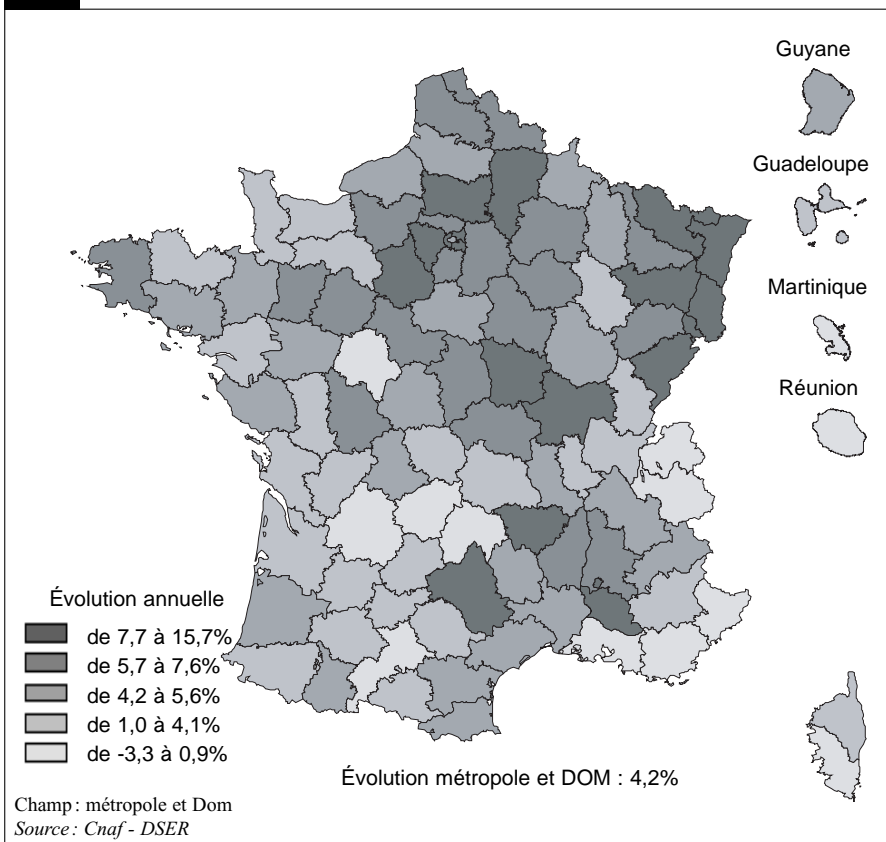 Guyane
Guadeloupe
Martinique
Réunion
Évolution annuelle
de 7,7 à 15,7%
de 5,7 à 7,6%
de 4,2 à 5,6%
de 1,0 à 4,1%
de -3,3 à 0,9%
Évolution métropole et DOM : 4,2%
Champ : métropole et Dom
Source : Cnaf - DSER